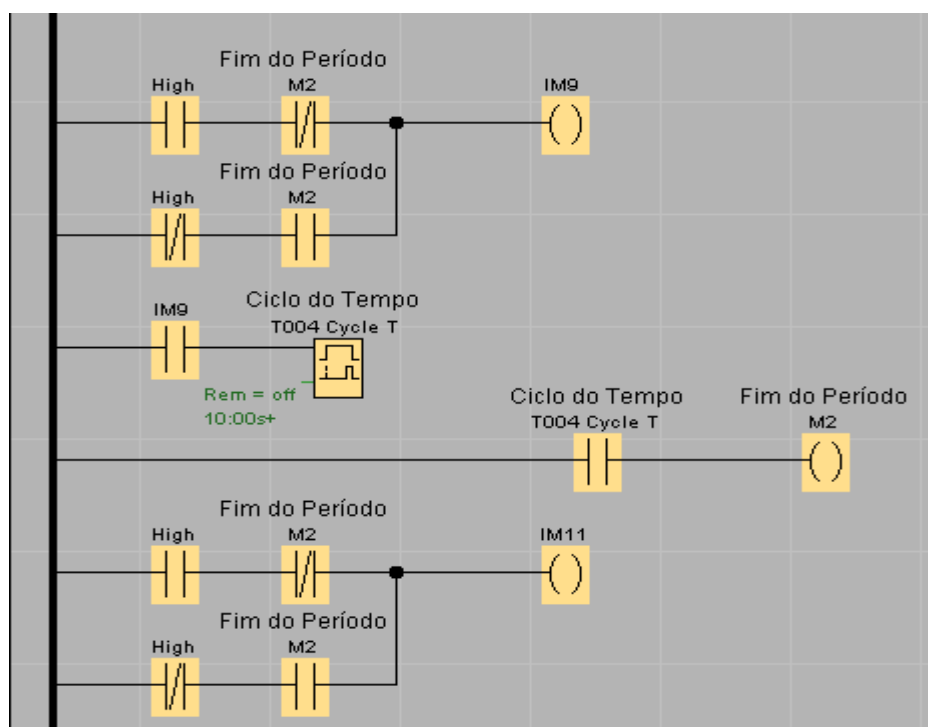 Fim do Período
High M2 IM9
Fim do Período
High M2
Ciclo do Tempo
IM9 T004 Cycle T
Rem = off
10:00s+
Ciclo do Tempo Fim do Período
T004 Cycle T M2
Fim do Período
High M2 IM11
Fim do Período
High M2